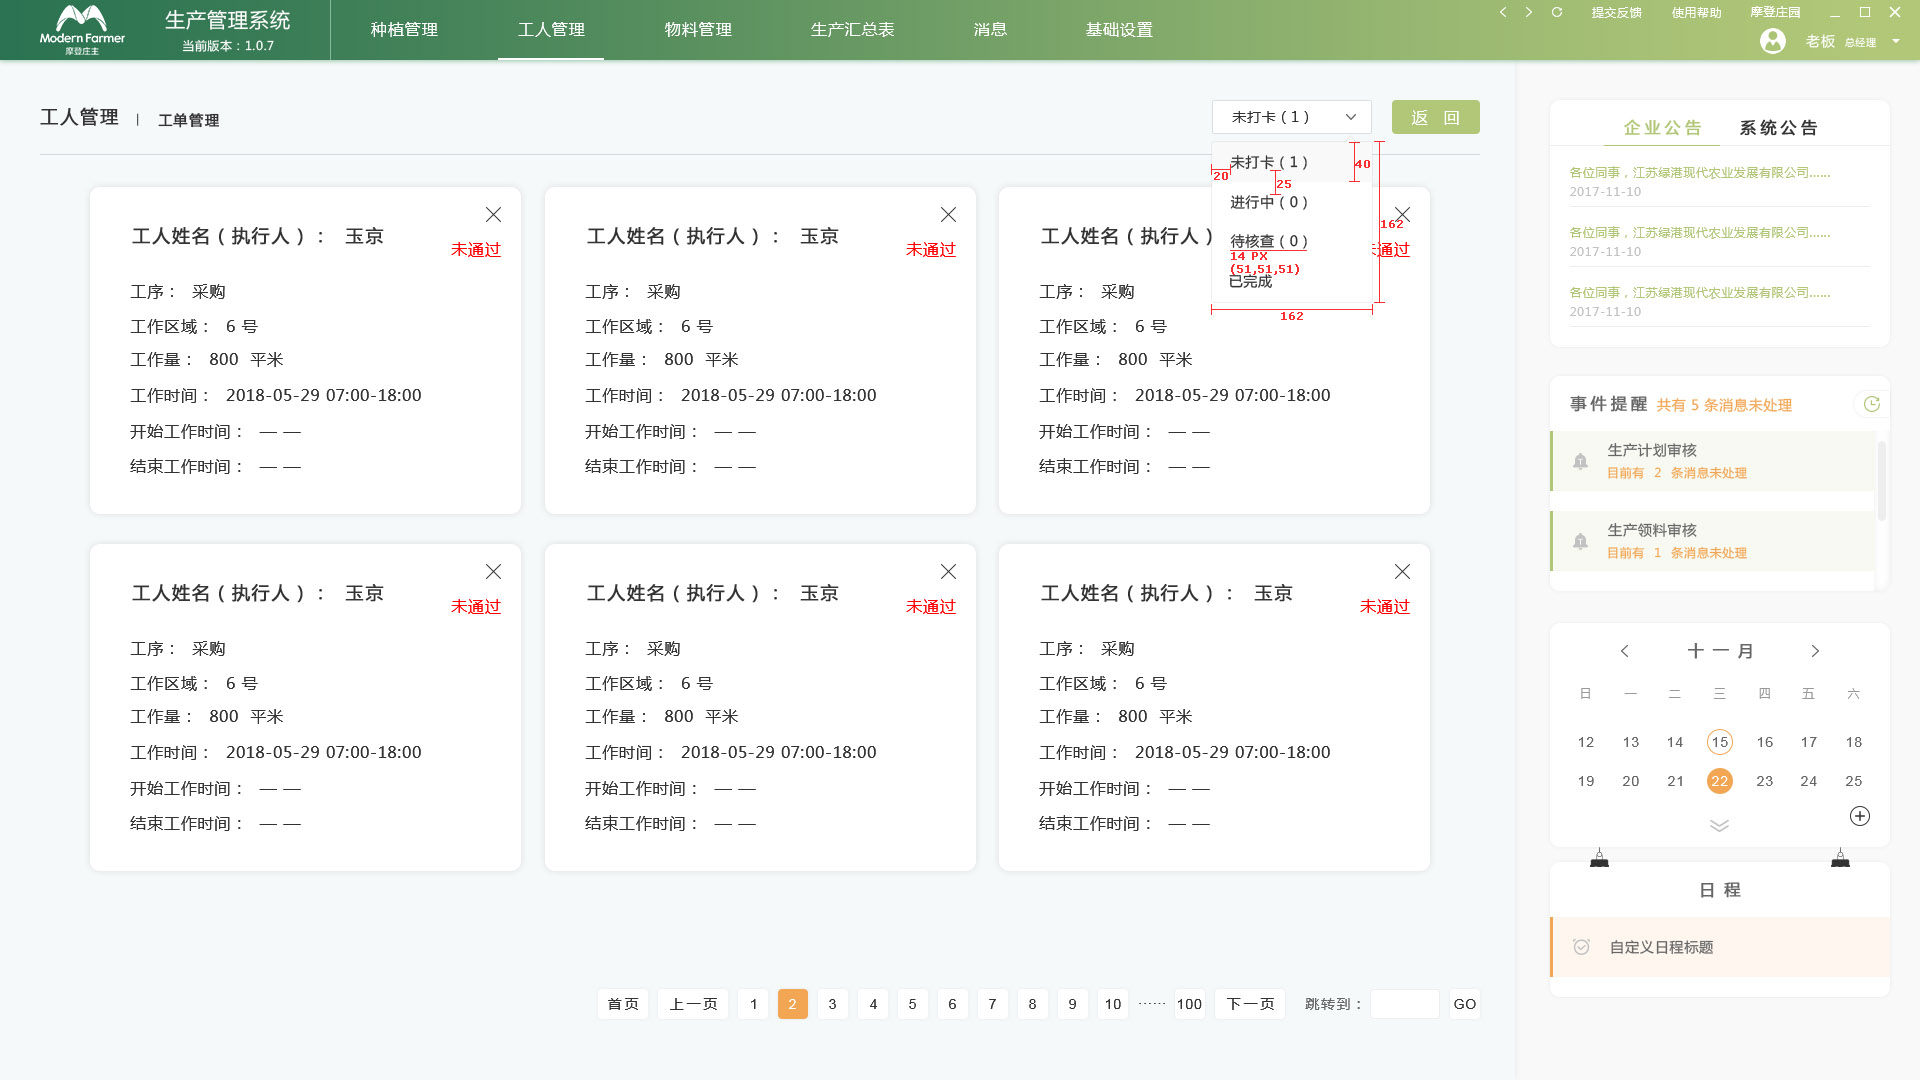 Modern Farmer
摩登庄主
生产管理系统
当前版本：1.0.7
种植管理
工人管理
物料管理
生产汇总表
消息
基础设置
提交反馈
使用帮助
摩登庄园
老板 总经理
工人管理 | 工单管理
未打卡 ( 1 )
返 回
未打卡 ( 1 )
进行中 ( 0 )
待核查 ( 0 )
已完成
20
25
40
162
14 PX
(51,51,51)
162
工人姓名 ( 执行人 ) ： 玉京
未通过
工序： 采购
工作区域： 6 号
工作量： 800 平米
工作时间： 2018-05-29 07:00-18:00
开始工作时间： — —
结束工作时间： — —
工人姓名 ( 执行人 ) ： 玉京
未通过
工序： 采购
工作区域： 6 号
工作量： 800 平米
工作时间： 2018-05-29 07:00-18:00
开始工作时间： — —
结束工作时间： — —
工人姓名 ( 执行人 )
通过
工序： 采购
工作区域： 6 号
工作量： 800 平米
工作时间： 2018-05-29 07:00-18:00
开始工作时间： — —
结束工作时间： — —
工人姓名 ( 执行人 ) ： 玉京
未通过
工序： 采购
工作区域： 6 号
工作量： 800 平米
工作时间： 2018-05-29 07:00-18:00
开始工作时间： — —
结束工作时间： — —
工人姓名 ( 执行人 ) ： 玉京
未通过
工序： 采购
工作区域： 6 号
工作量： 800 平米
工作时间： 2018-05-29 07:00-18:00
开始工作时间： — —
结束工作时间： — —
工人姓名 ( 执行人 ) ： 玉京
未通过
工序： 采购
工作区域： 6 号
工作量： 800 平米
工作时间： 2018-05-29 07:00-18:00
开始工作时间： — —
结束工作时间： — —
首页 上一页 1 2 3 4 5 6 7 8 9 10 ······ 100 下一页 跳转到： GO
企业公告 系统公告
各位同事，江苏绿港现代农业发展有限公司......
2017-11-10
各位同事，江苏绿港现代农业发展有限公司......
2017-11-10
各位同事，江苏绿港现代农业发展有限公司......
2017-11-10
事件提醒 共有 5 条消息未处理
生产计划审核
目前有 2 条消息未处理
生产领料审核
目前有 1 条消息未处理
十一月
日 一 二 三 四 五 六
12 13 14 15 16 17 18
19 20 21 22 23 24 25
日 程
自定义日程标题